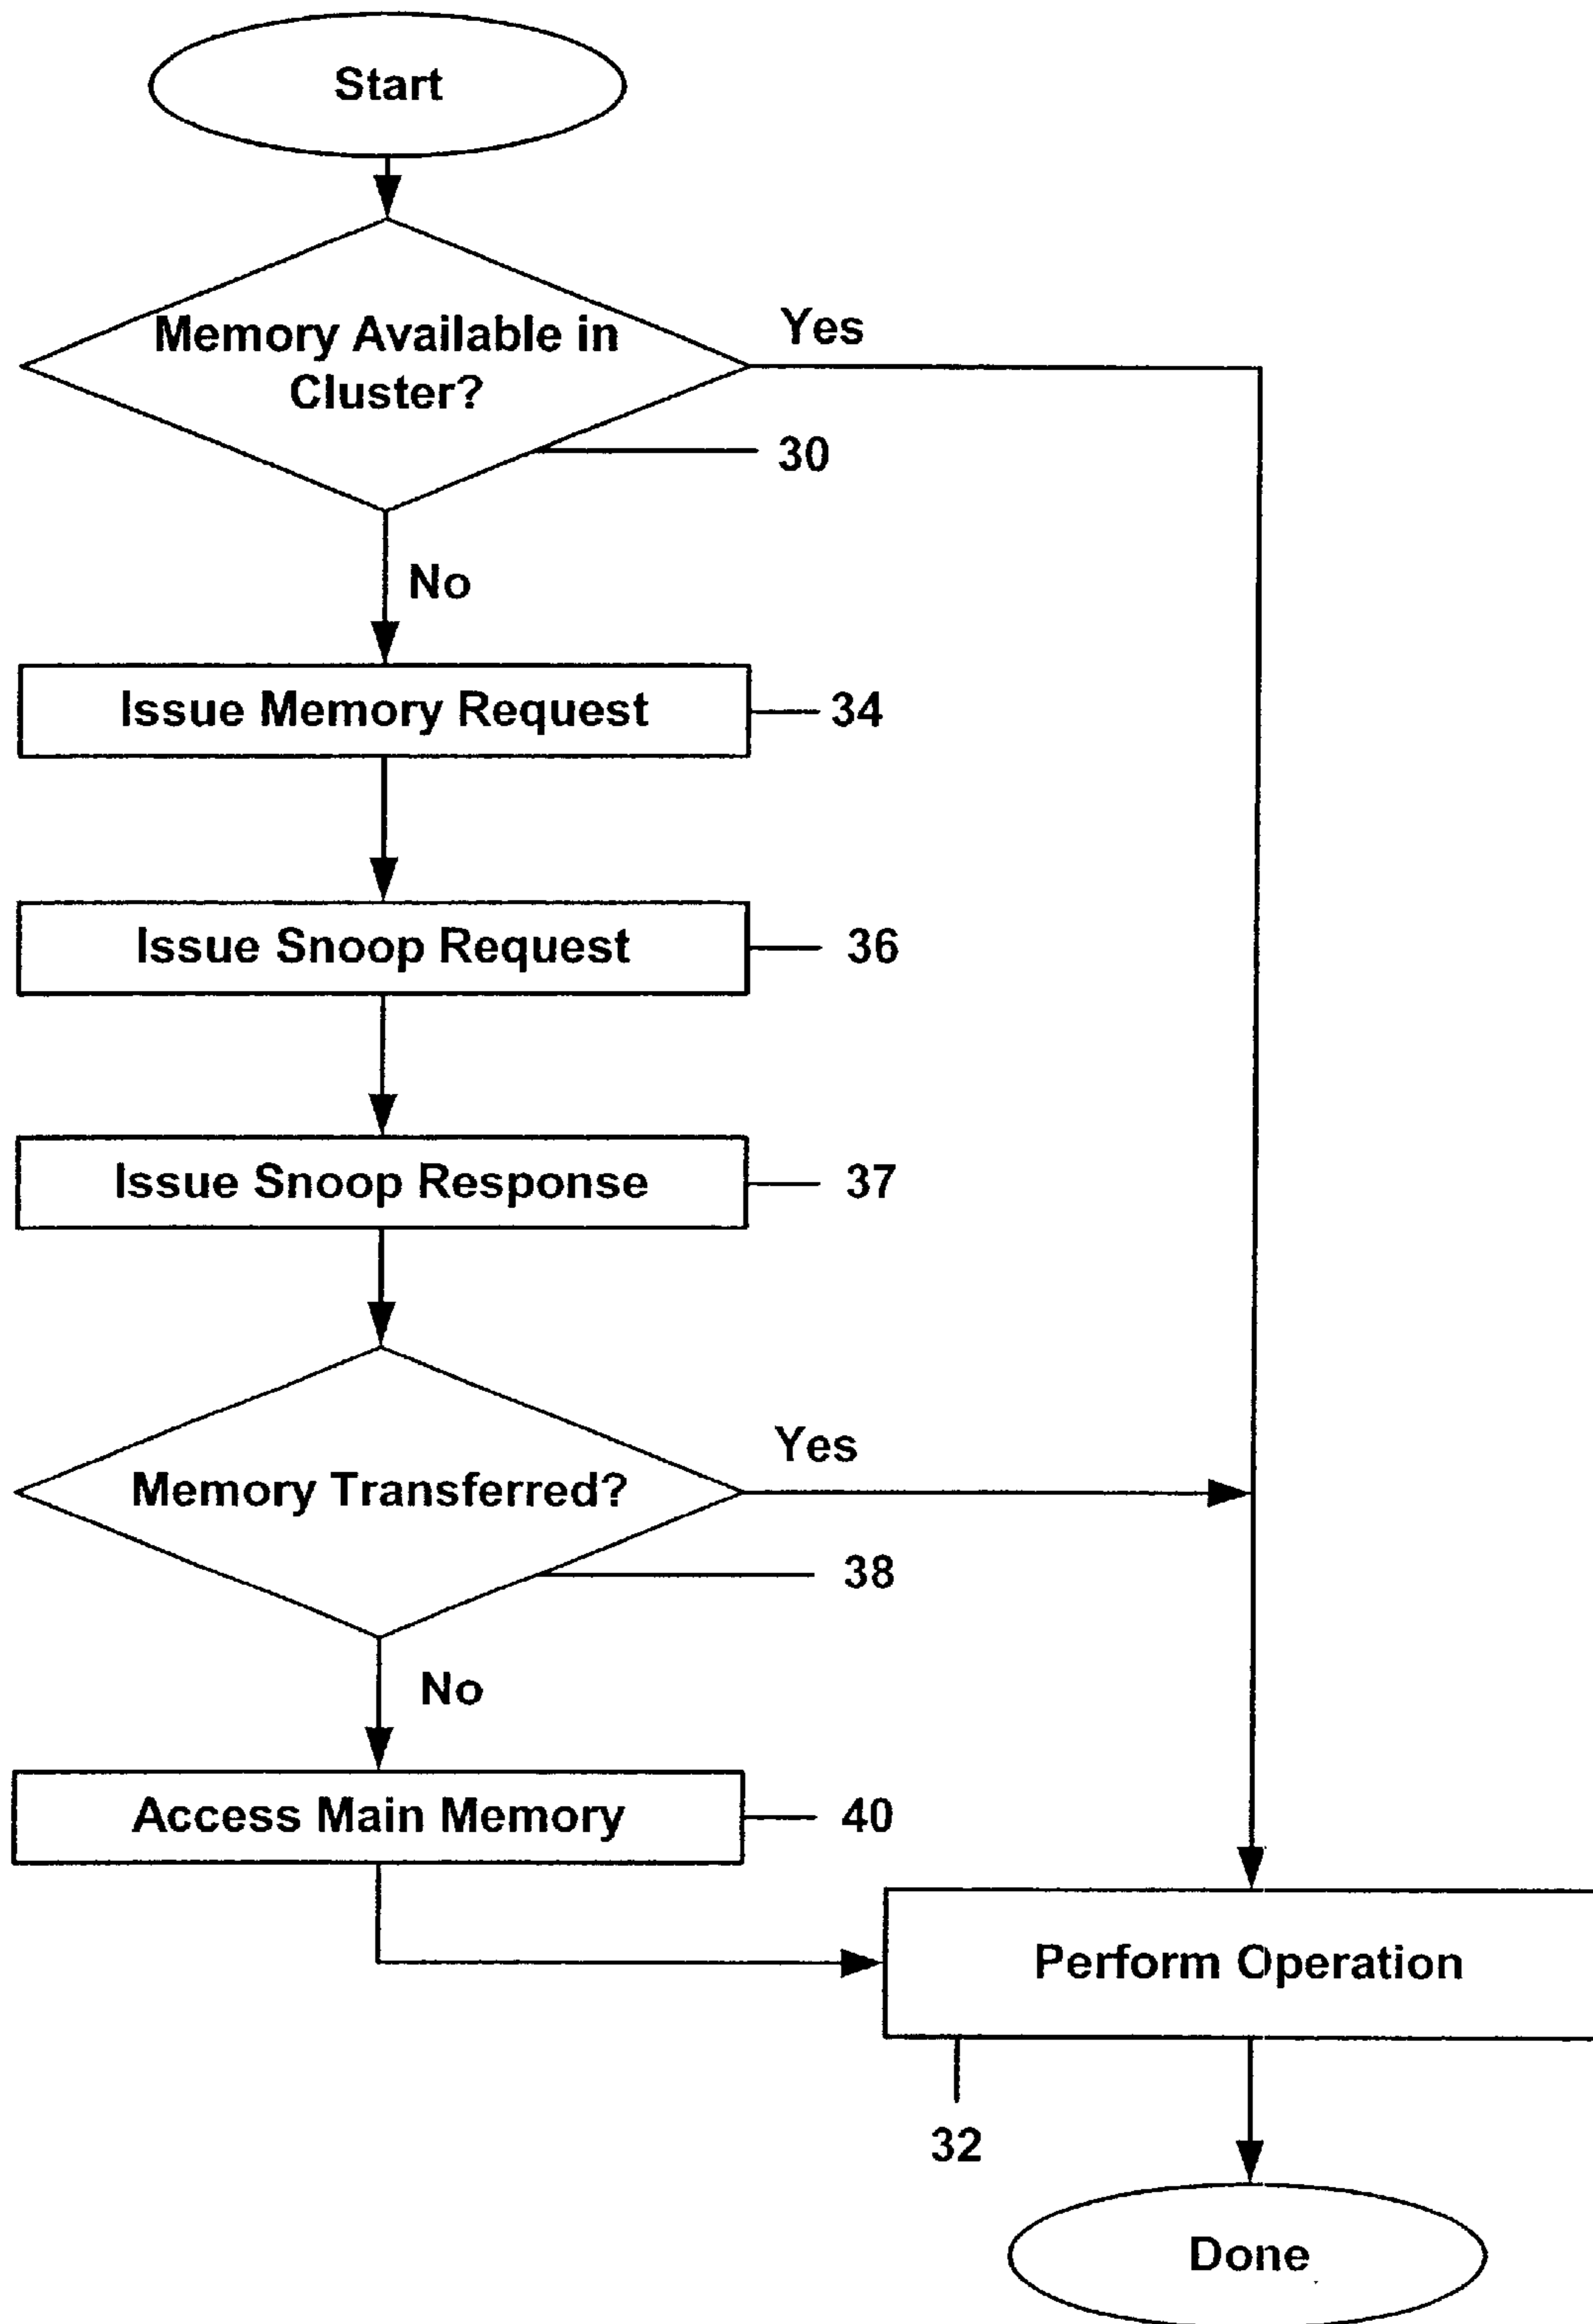 Start
Memory Available in
Cluster?
Yes
30
No
Issue Memory Request
34
Issue Snoop Request
36
Issue Snoop Response
37
Memory Transferred?
Yes
38
No
Access Main Memory
40
Perform Operation
32
Done